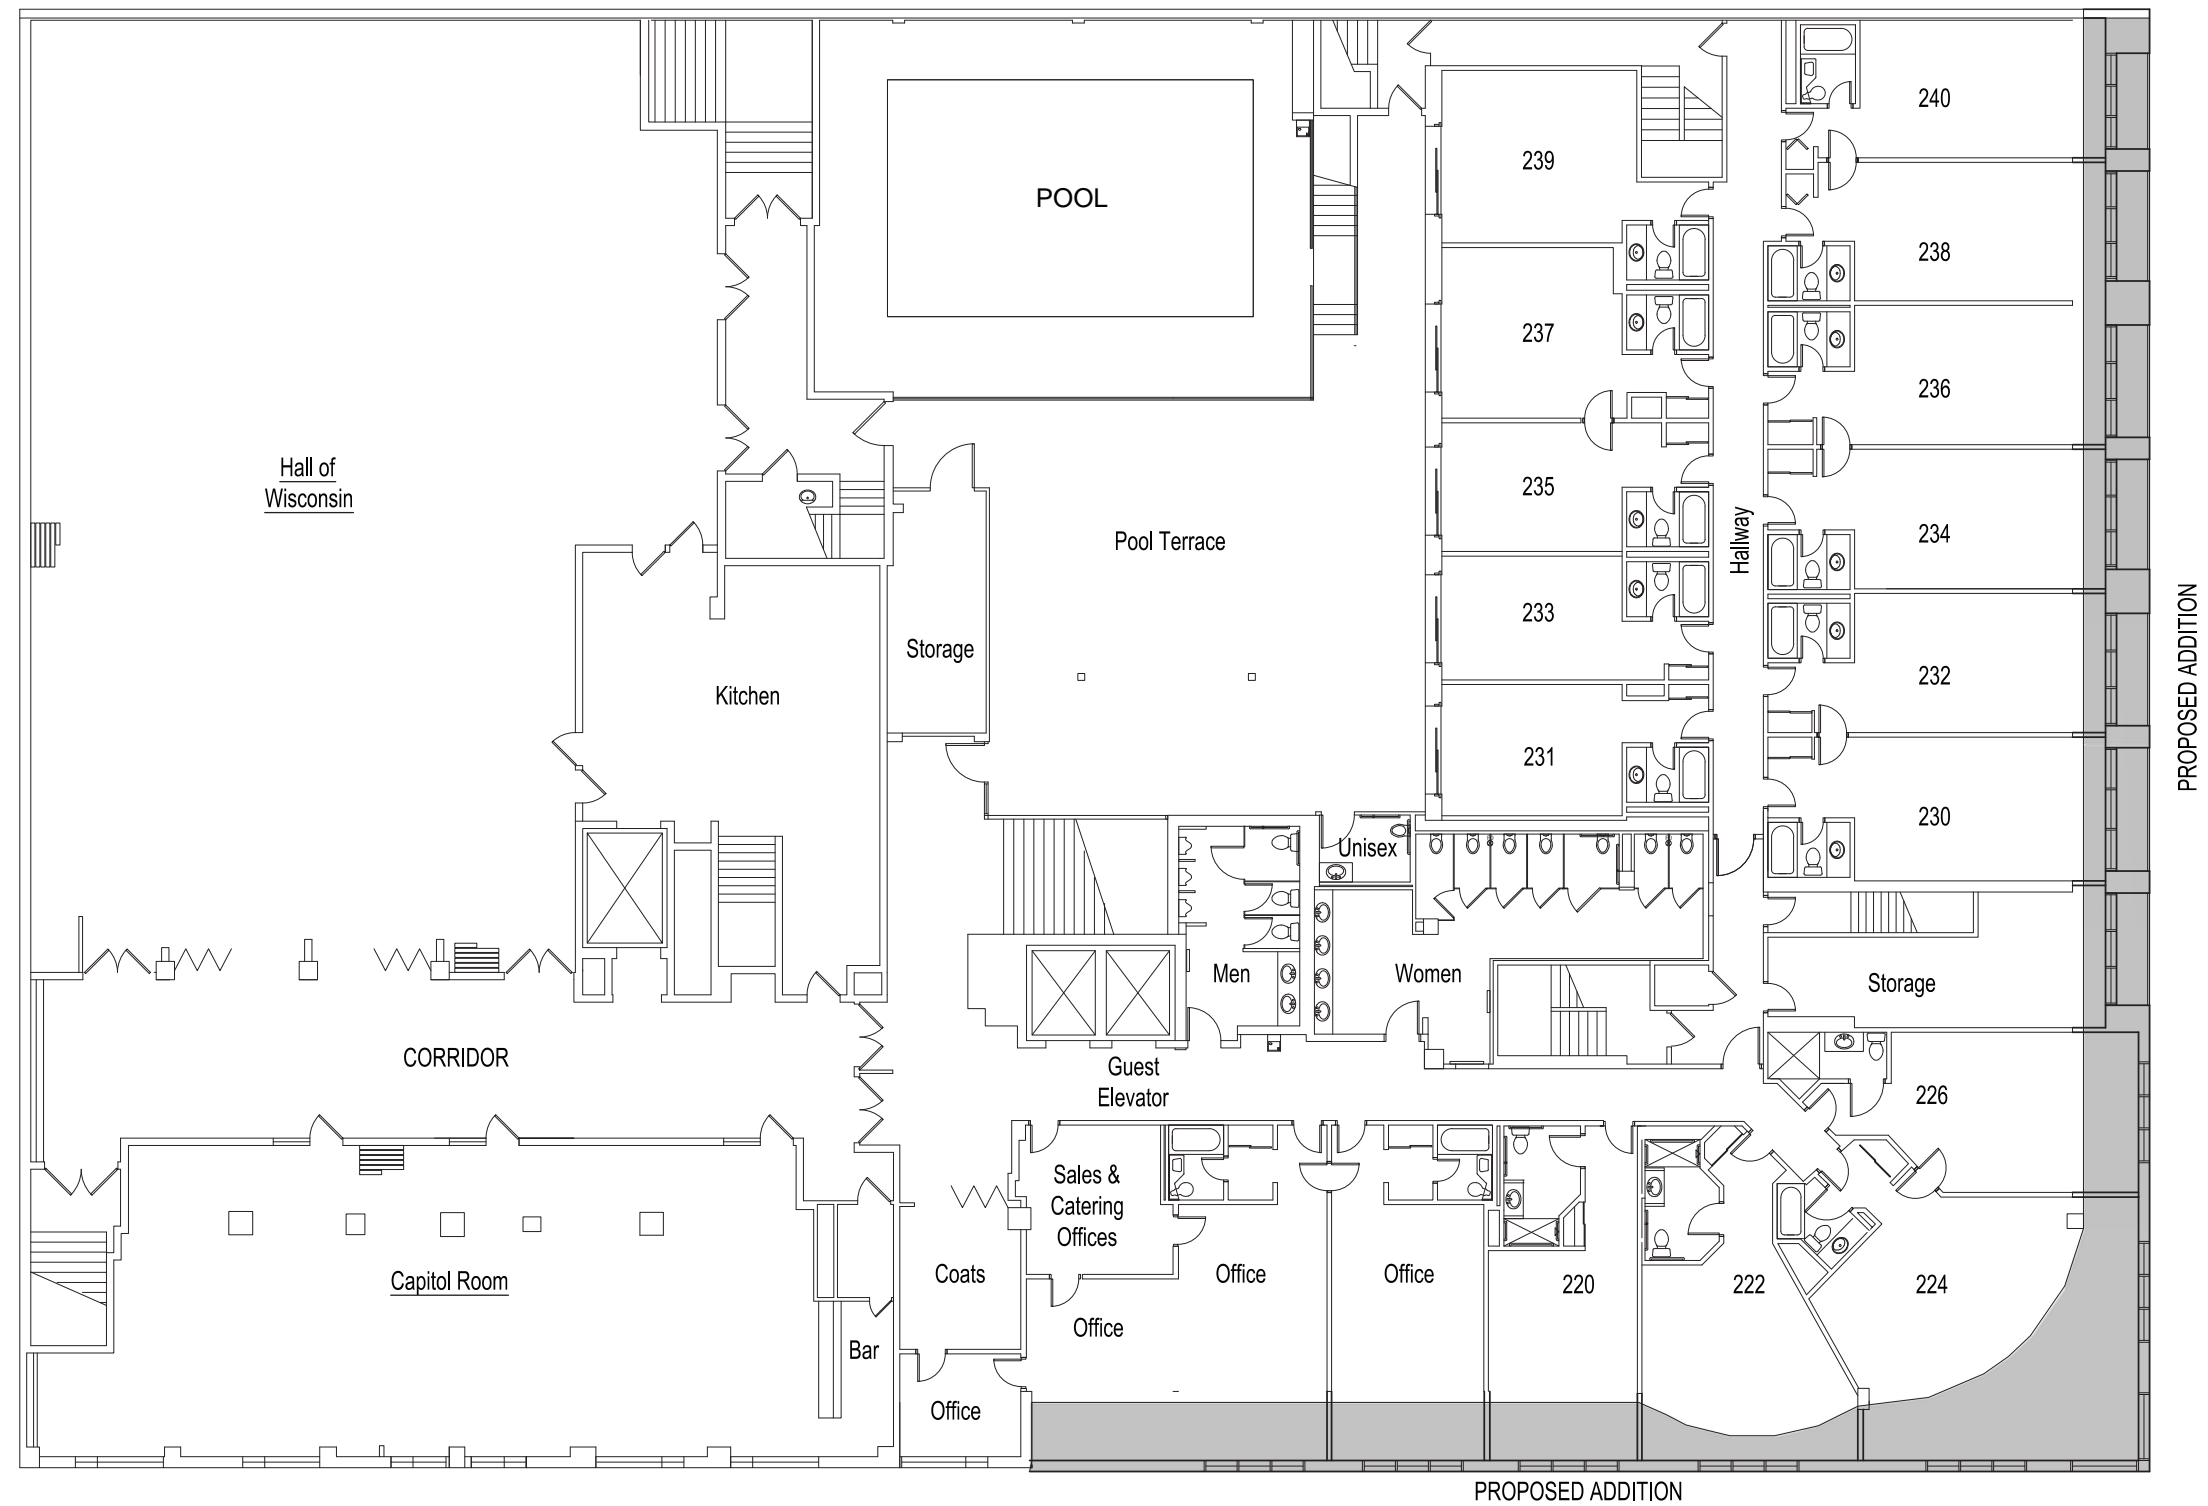 240
239
POOL
238
237
236
Hall of
Wisconsin
235
Hallway
234
Pool Terrace
233
Storage
232
Kitchen
PROPOSED ADDITION
231
230
Unisex
Men
Women
Storage
CORRIDOR
Guest
Elevator
226
Sales &
Catering
Offices
Capitol Room
Coats
Office
Office
220
222
224
Office
Bar
Office
PROPOSED ADDITION